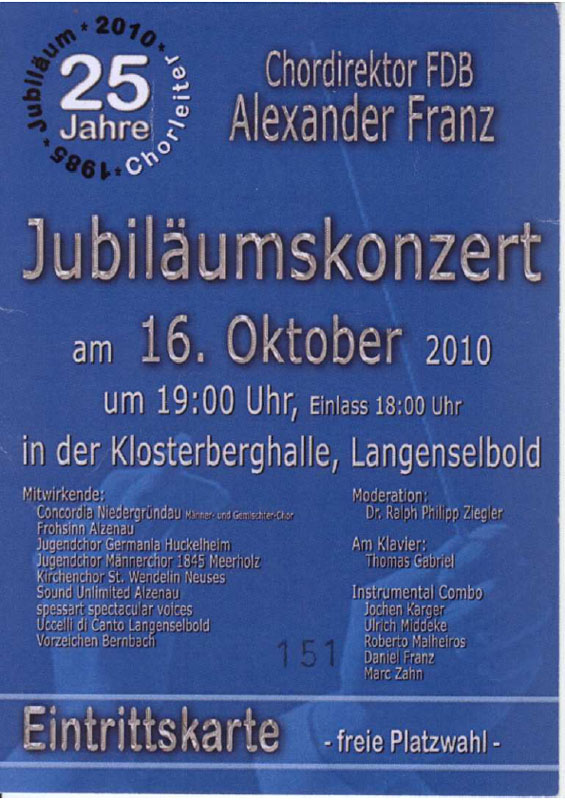 Jubiläum * 2010 *
25
Jahre
1985 * Chorleiter
Chordirektor FDB
Alexander Franz
Jubiläumskonzert
am 16. Oktober 2010
um 19:00 Uhr, Einlass 18:00 Uhr
in der Klosterberghalle, Langenselbold
Mitwirkende:
Concordia Niedergründau Männer- und Gemischter-Chor
Frohsinn Alzenau
Jugendchor Germania Huckelheim
Jugendchor Männerchor 1845 Meerholz
Kirchenchor St. Wendelin Neuses
Sound Unlimited Alzenau
spessart spectacular voices
Uccelli di Canto Langenselbold
Vorzeichen Bernbach
Moderation:
Dr. Ralph Philipp Ziegler
Am Klavier:
Thomas Gabriel
Instrumental Combo
Jochen Karger
Ulrich Middeke
Roberto Malheiros
Daniel Franz
Marc Zahn
151
Eintrittskarte - freie Platzwahl -